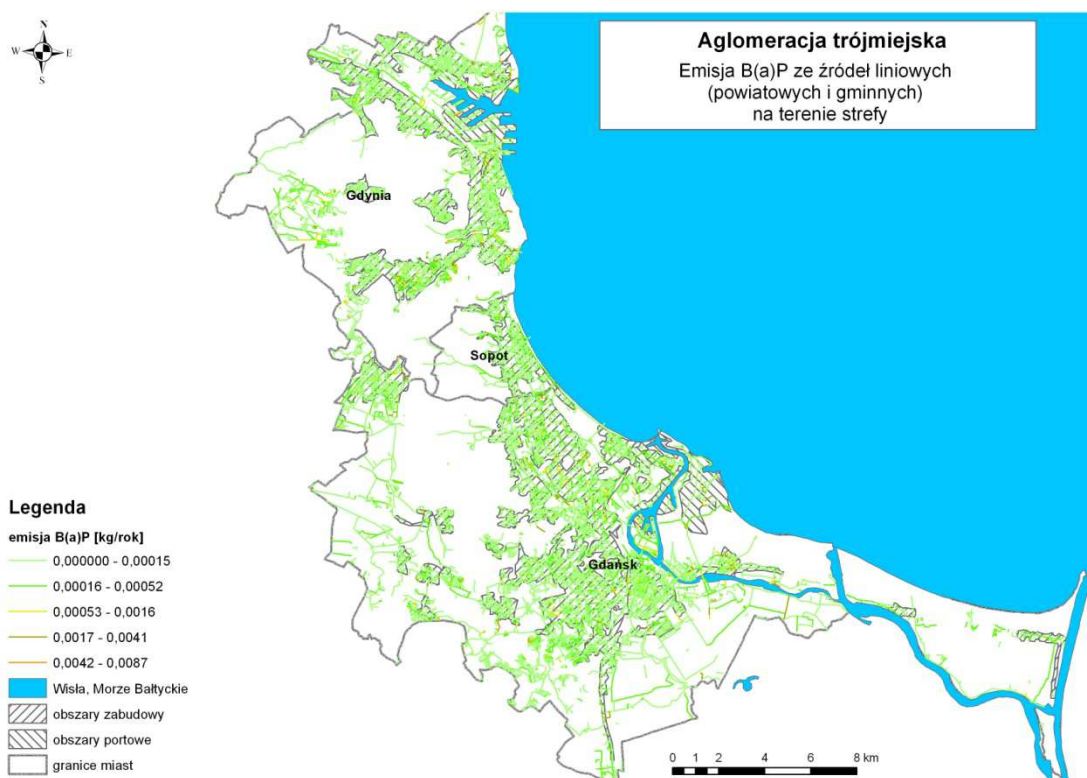 N
W E
S
Aglomeracja trójmiejska
Emisja B(a)P ze źródeł liniowych
(powiatowych i gminnych)
na terenie strefy
Gdynia
Sopot
Gdańsk
Legenda
emisja B(a)P [kg/rok]
0,000000 - 0,00015
0,00016 - 0,00052
0,00053 - 0,0016
0,0017 - 0,0041
0,0042 - 0,0087
Wisła, Morze Bałtyckie
obszary zabudowy
obszary portowe
granice miast
0 1 2 4 6 8 km